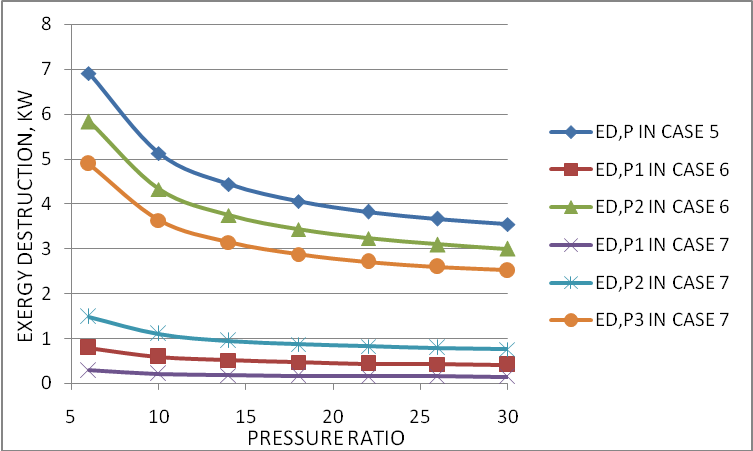 8
7
6
5
4
3
2
1
0
EXERGY DESTRUCTION, KW
5 10 15 20 25 30
PRESSURE RATIO
ED,P IN CASE 5
ED,P1 IN CASE 6
ED,P2 IN CASE 6
ED,P1 IN CASE 7
ED,P2 IN CASE 7
ED,P3 IN CASE 7